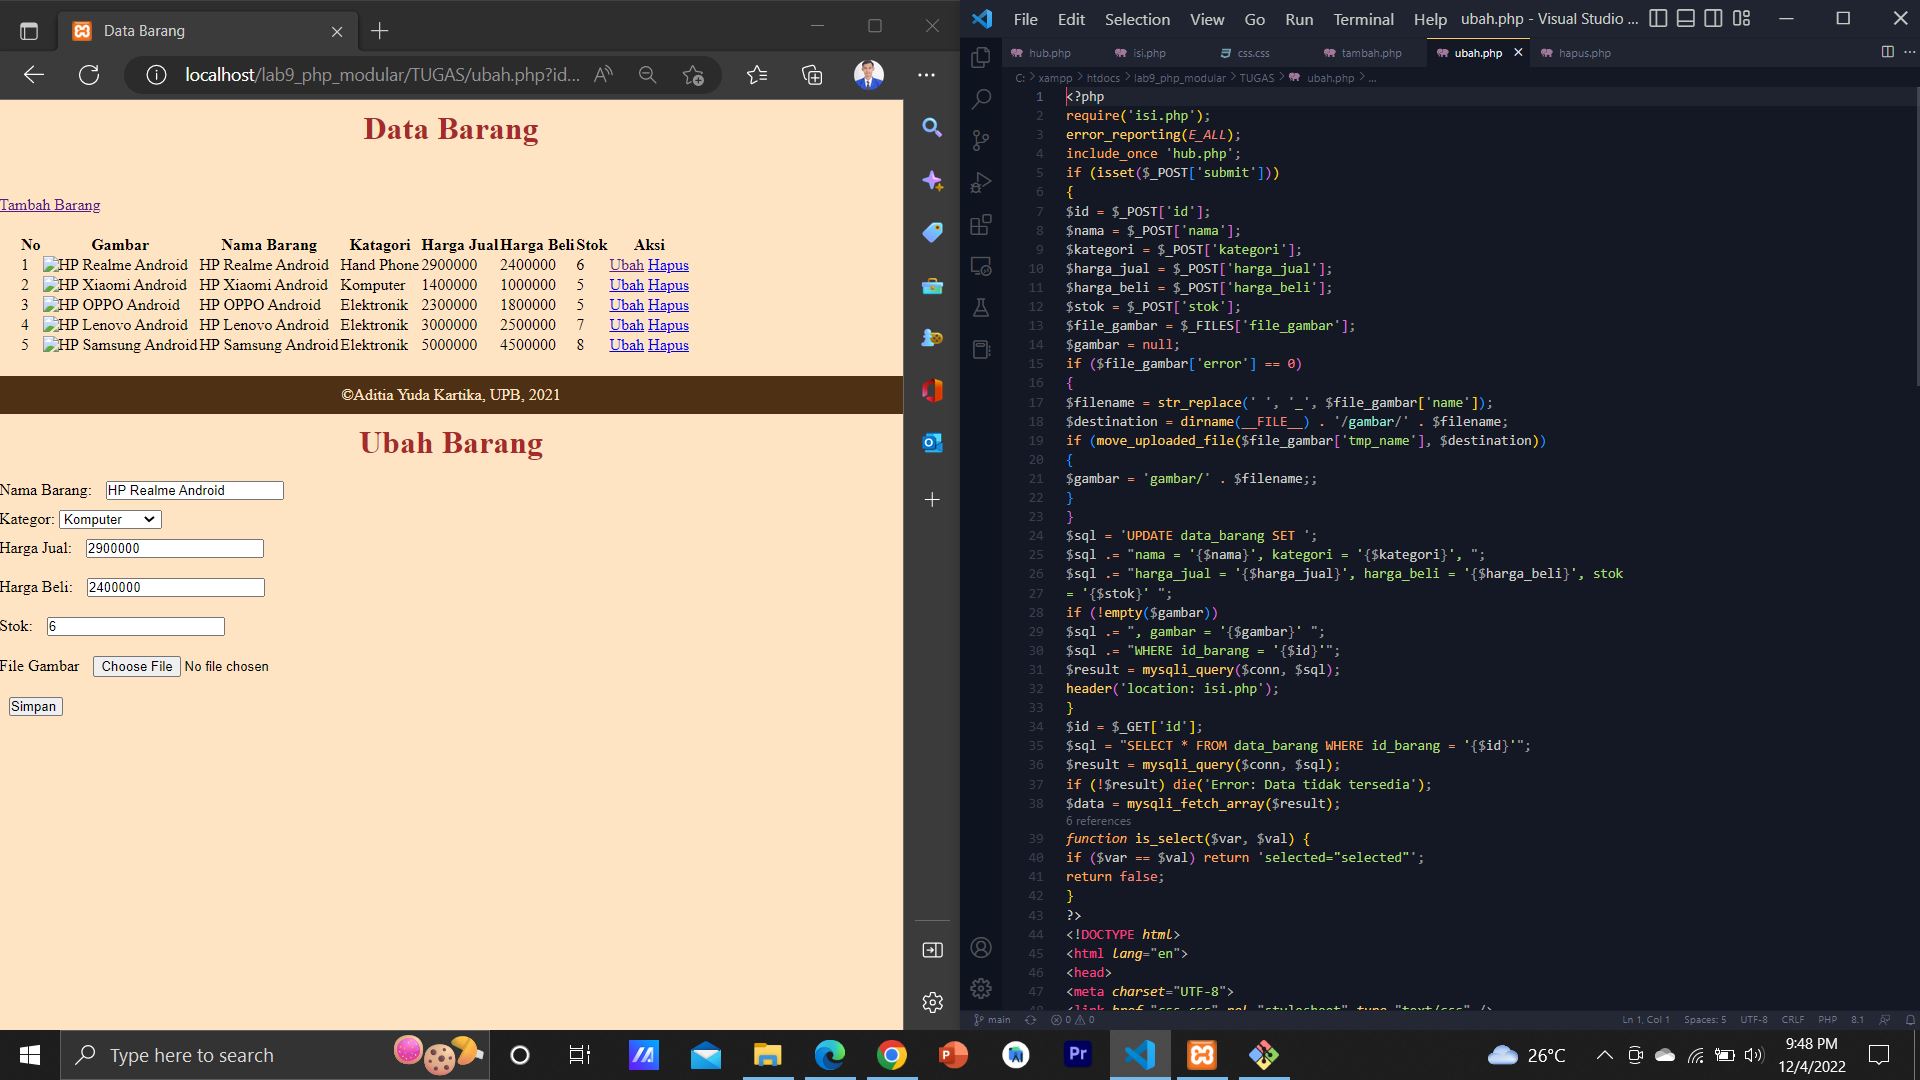 Data Barang
localhost/lab9_php_modular/TUGAS/ubah.php?id...
Data Barang
Tambah Barang
No Gambar Nama Barang Katagori Harga Jual Harga Beli Stok Aksi
1 HP Realme Android HP Realme Android Hand Phone 2900000 2400000 6 Ubah Hapus
2 HP Xiaomi Android HP Xiaomi Android Komputer 1400000 1000000 5 Ubah Hapus
3 HP OPPO Android HP OPPO Android Elektronik 2300000 1800000 5 Ubah Hapus
4 HP Lenovo Android HP Lenovo Android Elektronik 3000000 2500000 7 Ubah Hapus
5 HP Samsung Android HP Samsung Android Elektronik 5000000 4500000 8 Ubah Hapus
©Aditia Yuda Kartika, UPB, 2021
Ubah Barang
Nama Barang: HP Realme Android
Kategor: Komputer
Harga Jual: 2900000
Harga Beli: 2400000
Stok: 6
File Gambar Choose File No file chosen
Simpan
File Edit Selection View Go Run Terminal Help ubah.php - Visual Studio ...
hub.php isi.php css.css tambah.php ubah.php hapus.php
C: > xampp > htdocs > lab9_php_modular > TUGAS > ubah.php > ...
1 <?php
2 require('isi.php');
3 error_reporting(E_ALL);
4 include_once 'hub.php';
5 if (isset($_POST['submit']))
6 {
7 $id = $_POST['id'];
8 $nama = $_POST['nama'];
9 $kategori = $_POST['kategori'];
10 $harga_jual = $_POST['harga_jual'];
11 $harga_beli = $_POST['harga_beli'];
12 $stok = $_POST['stok'];
13 $file_gambar = $_FILES['file_gambar'];
14 $gambar = null;
15 if ($file_gambar['error'] == 0)
16 {
17 $filename = str_replace(' ', '_', $file_gambar['name']);
18 $destination = dirname(__FILE__) . '/gambar/' . $filename;
19 if (move_uploaded_file($file_gambar['tmp_name'], $destination))
20 {
21 $gambar = 'gambar/' . $filename;;
22 }
23 }
24 $sql = 'UPDATE data_barang SET ';
25 $sql .= "nama = '{$nama}', kategori = '{$kategori}', ";
26 $sql .= "harga_jual = '{$harga_jual}', harga_beli = '{$harga_beli}', stok
27 = '{$stok}' ";
28 if (!empty($gambar))
29 $sql .= ", gambar = '{$gambar}' ";
30 $sql .= "WHERE id_barang = '{$id}'";
31 $result = mysqli_query($conn, $sql);
32 header('location: isi.php');
33 }
34 $id = $_GET['id'];
35 $sql = "SELECT * FROM data_barang WHERE id_barang = '{$id}'";
36 $result = mysqli_query($conn, $sql);
37 if (!$result) die('Error: Data tidak tersedia');
38 $data = mysqli_fetch_array($result);
6 references
39 function is_select($var, $val) {
40 if ($var == $val) return 'selected="selected"';
41 return false;
42 }
43 ?>
44 <!DOCTYPE html>
45 <html lang="en">
46 <head>
47 <meta charset="UTF-8">
main 0 0 Ln 1, Col 1 Spaces: 5 UTF-8 CRLF PHP 8.1
Type here to search
Pr
26°C
9:48 PM
12/4/2022